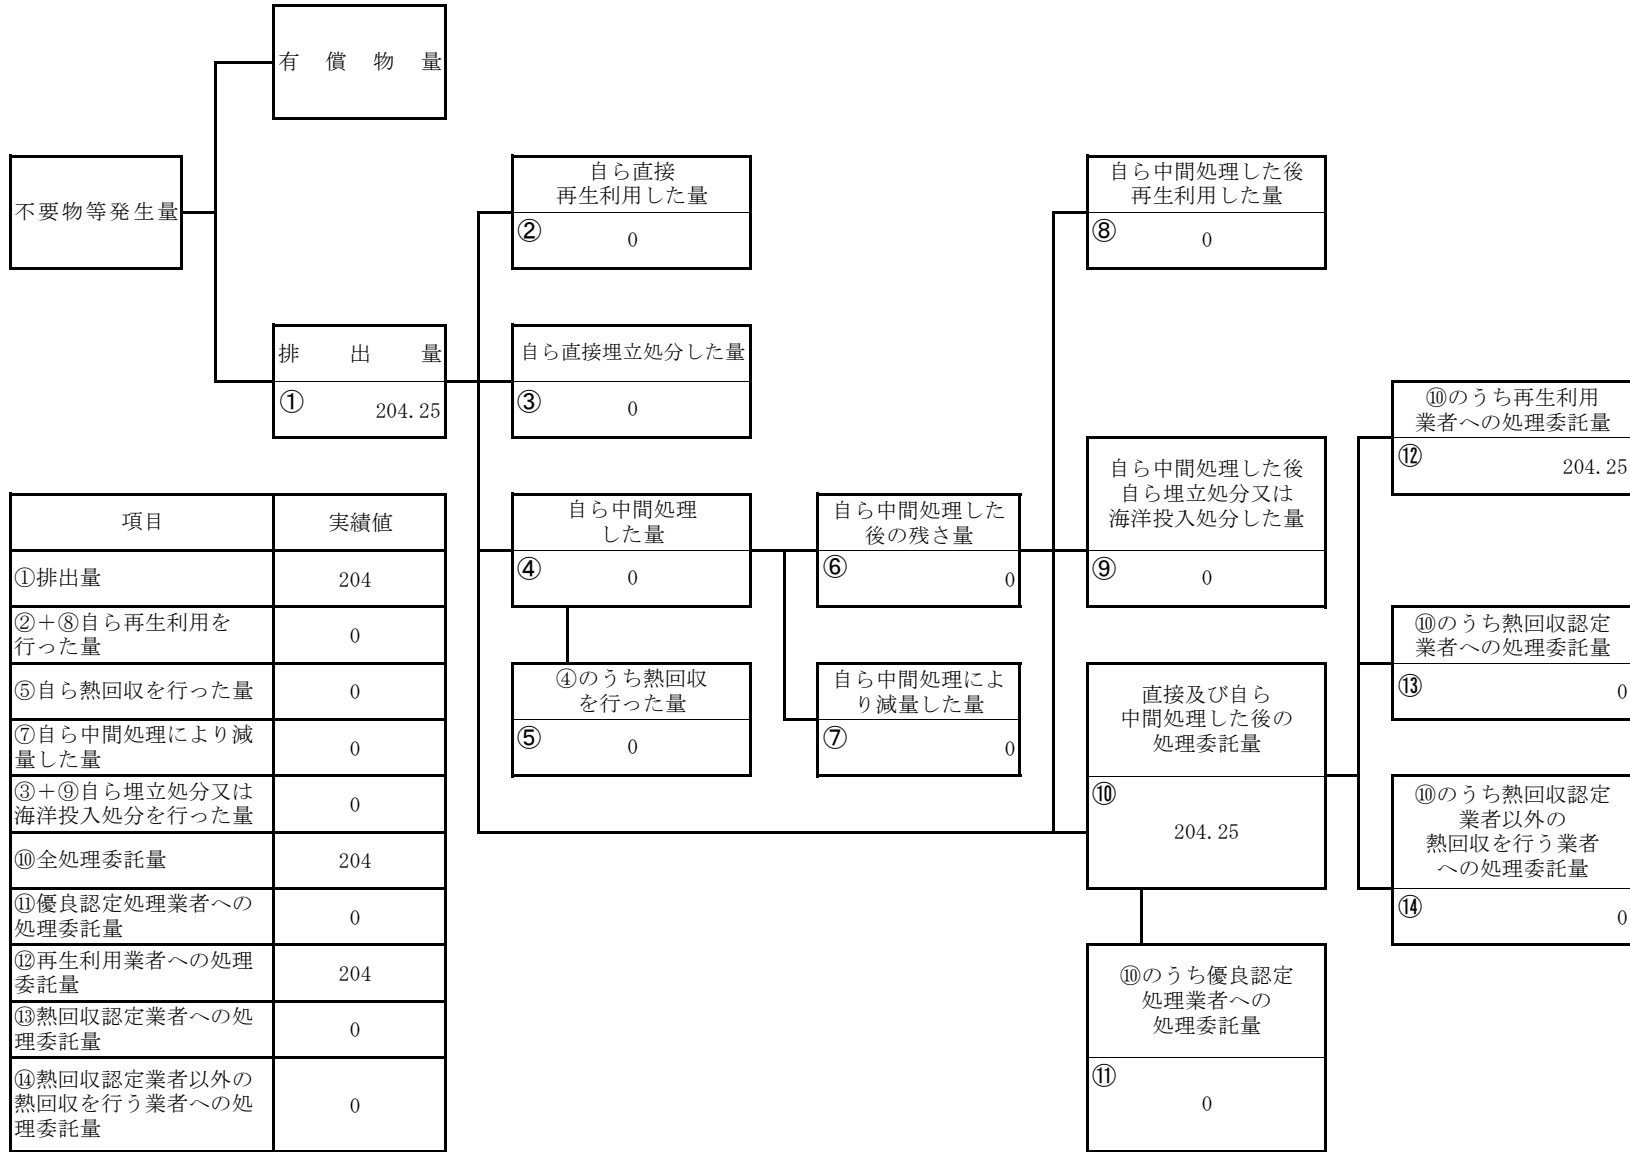 有償物量
不要物等発生量
排出量
① 204.25
自ら直接
再生利用した量
② 0
自ら直接埋立処分した量
③ 0
自ら中間処理
した量
④ 0
④のうち熱回収
を行った量
⑤ 0
自ら中間処理した
後の残さ量
⑥ 0
自ら中間処理によ
り減量した量
⑦ 0
自ら中間処理した後
再生利用した量
⑧ 0
自ら中間処理した後
自ら埋立処分又は
海洋投入処分した量
⑨ 0
直接及び自ら
中間処理した後の
処理委託量
⑩
204.25
⑩のうち優良認定
処理業者への
処理委託量
⑪
0
⑩のうち再生利用
業者への処理委託量
⑫ 204.25
⑩のうち熱回収認定
業者への処理委託量
⑬ 0
⑩のうち熱回収認定
業者以外の
熱回収を行う業者
への処理委託量
⑭ 0
項目 実績値
①排出量 204
②＋⑧自ら再生利用を
行った量 0
⑤自ら熱回収を行った量 0
⑦自ら中間処理により減
量した量 0
③＋⑨自ら埋立処分又は
海洋投入処分を行った量 0
⑩全処理委託量 204
⑪優良認定処理業者への
処理委託量 0
⑫再生利用業者への処理
委託量 204
⑬熱回収認定業者への処
理委託量 0
⑭熱回収認定業者以外の
熱回収を行う業者への処
理委託量 0